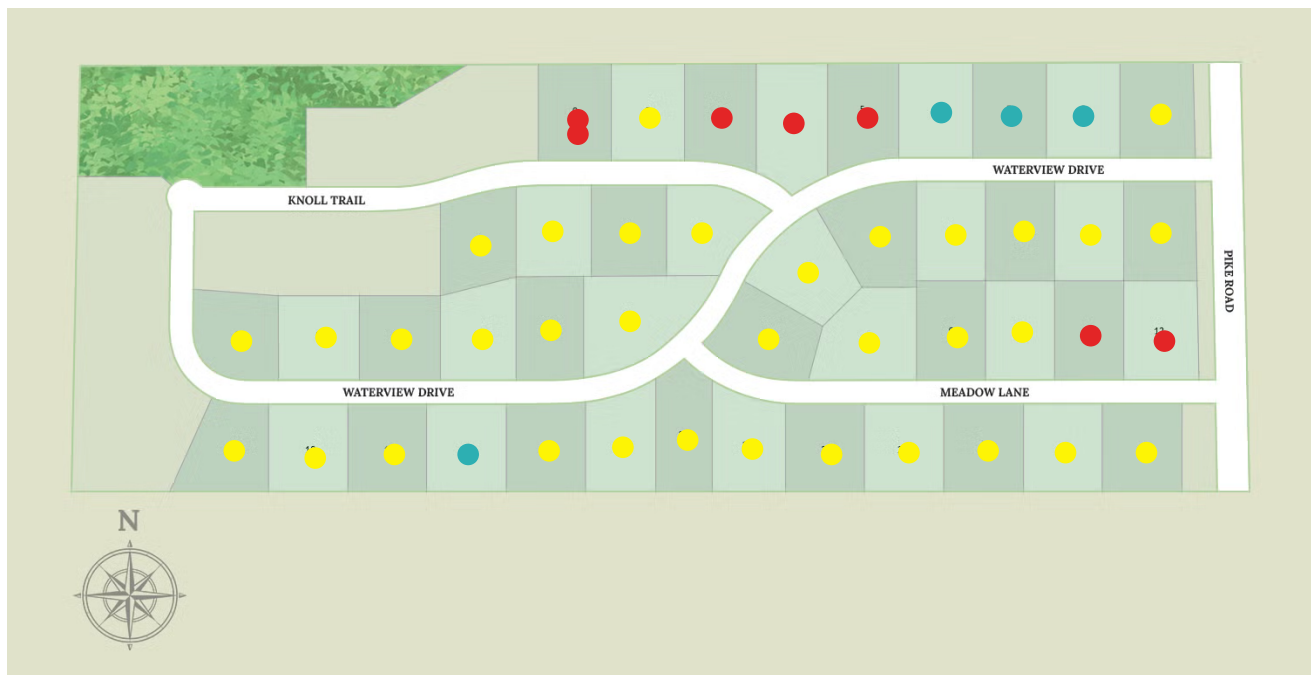 WATERVIEW DRIVE
KNOLL TRAIL
PIKE ROAD
WATERVIEW DRIVE
MEADOW LANE
N